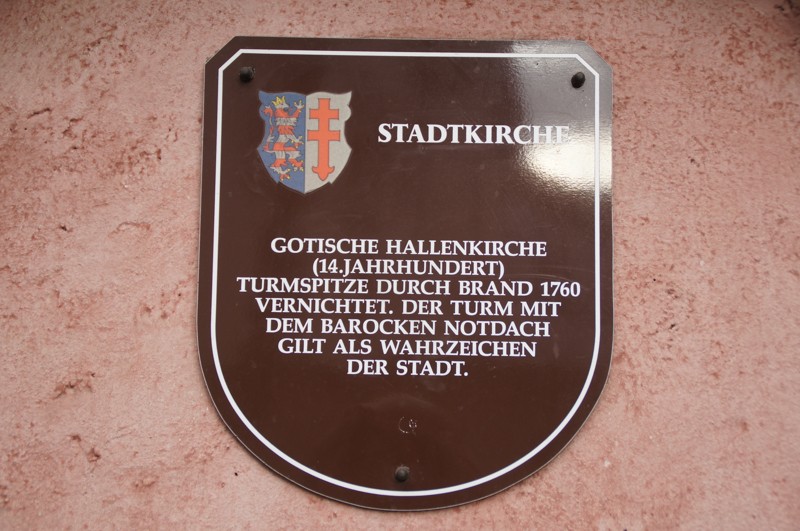 STADTKIRCHE
GOTISCHE HALLENKIRCHE
(14.JAHRHUNDERT)
TURMSPITZE DURCH BRAND 1760
VERNICHTET. DER TURM MIT
DEM BAROCKEN NOTDACH
GILT ALS WAHRZEICHEN
DER STADT.